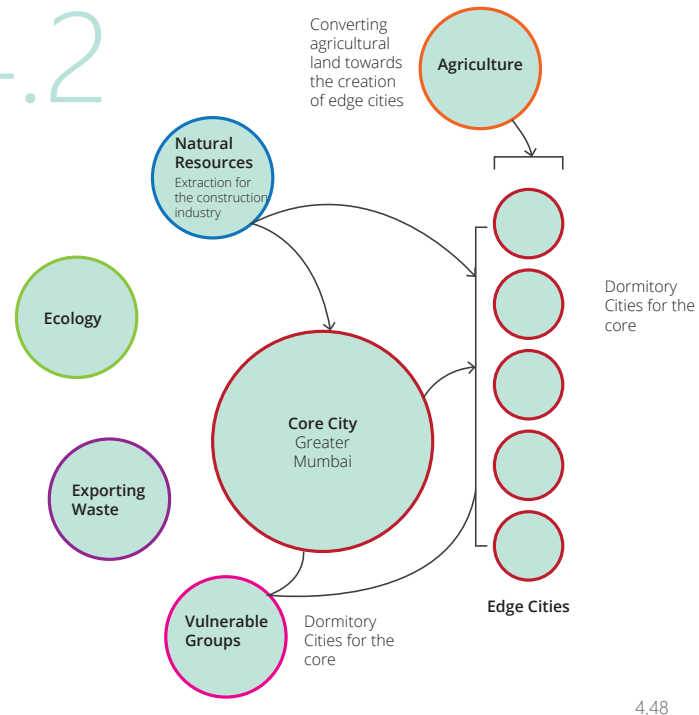 .2
Converting
agricultural
land towards
the creation
of edge cities
Agriculture
Natural
Resources
Extraction for
the construction
industry
Ecology
Dormitory
Cities for the
core
Core City
Greater
Mumbai
Exporting
Waste
Edge Cities
Vulnerable
Groups
Dormitory
Cities for the
core
4.48